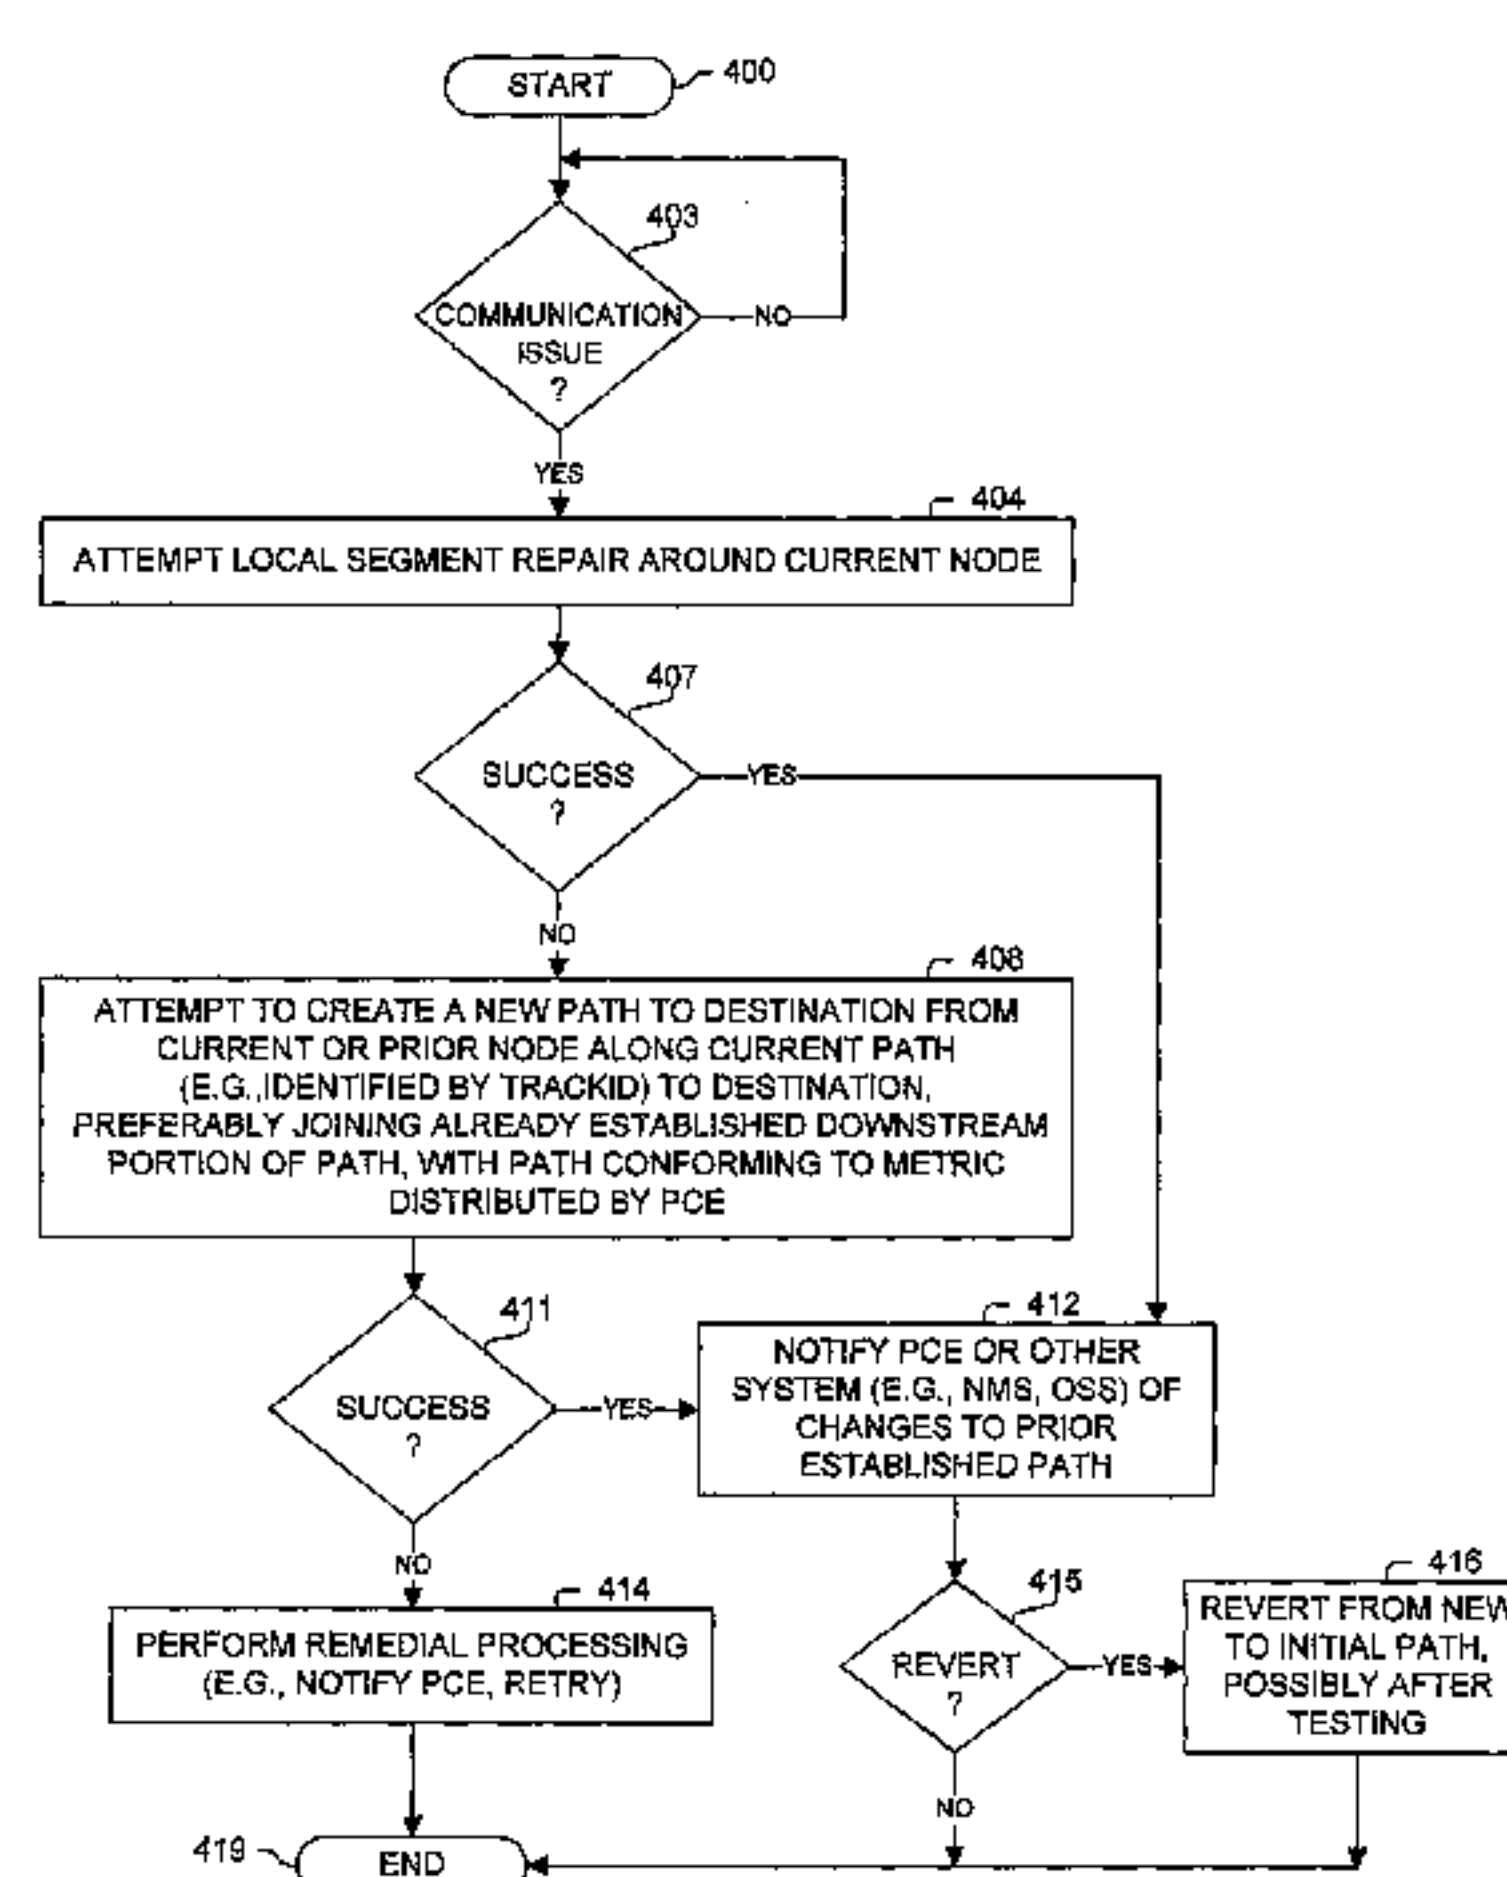 START
400
403
COMMUNICATION
ISSUE
?
NO
YES
404
ATTEMPT LOCAL SEGMENT REPAIR AROUND CURRENT NODE
407
SUCCESS
?
YES
NO
408
ATTEMPT TO CREATE A NEW PATH TO DESTINATION FROM
CURRENT OR PRIOR NODE ALONG CURRENT PATH
(E.G.,IDENTIFIED BY TRACKID) TO DESTINATION,
PREFERABLY JOINING ALREADY ESTABLISHED DOWNSTREAM
PORTION OF PATH, WITH PATH CONFORMING TO METRIC
DISTRIBUTED BY PCE
411
SUCCESS
?
YES
NO
412
NOTIFY PCE OR OTHER
SYSTEM (E.G., NMS, OSS) OF
CHANGES TO PRIOR
ESTABLISHED PATH
414
PERFORM REMEDIAL PROCESSING
(E.G., NOTIFY PCE, RETRY)
415
REVERT
?
YES
NO
416
REVERT FROM NEW
TO INITIAL PATH,
POSSIBLY AFTER
TESTING
419
END